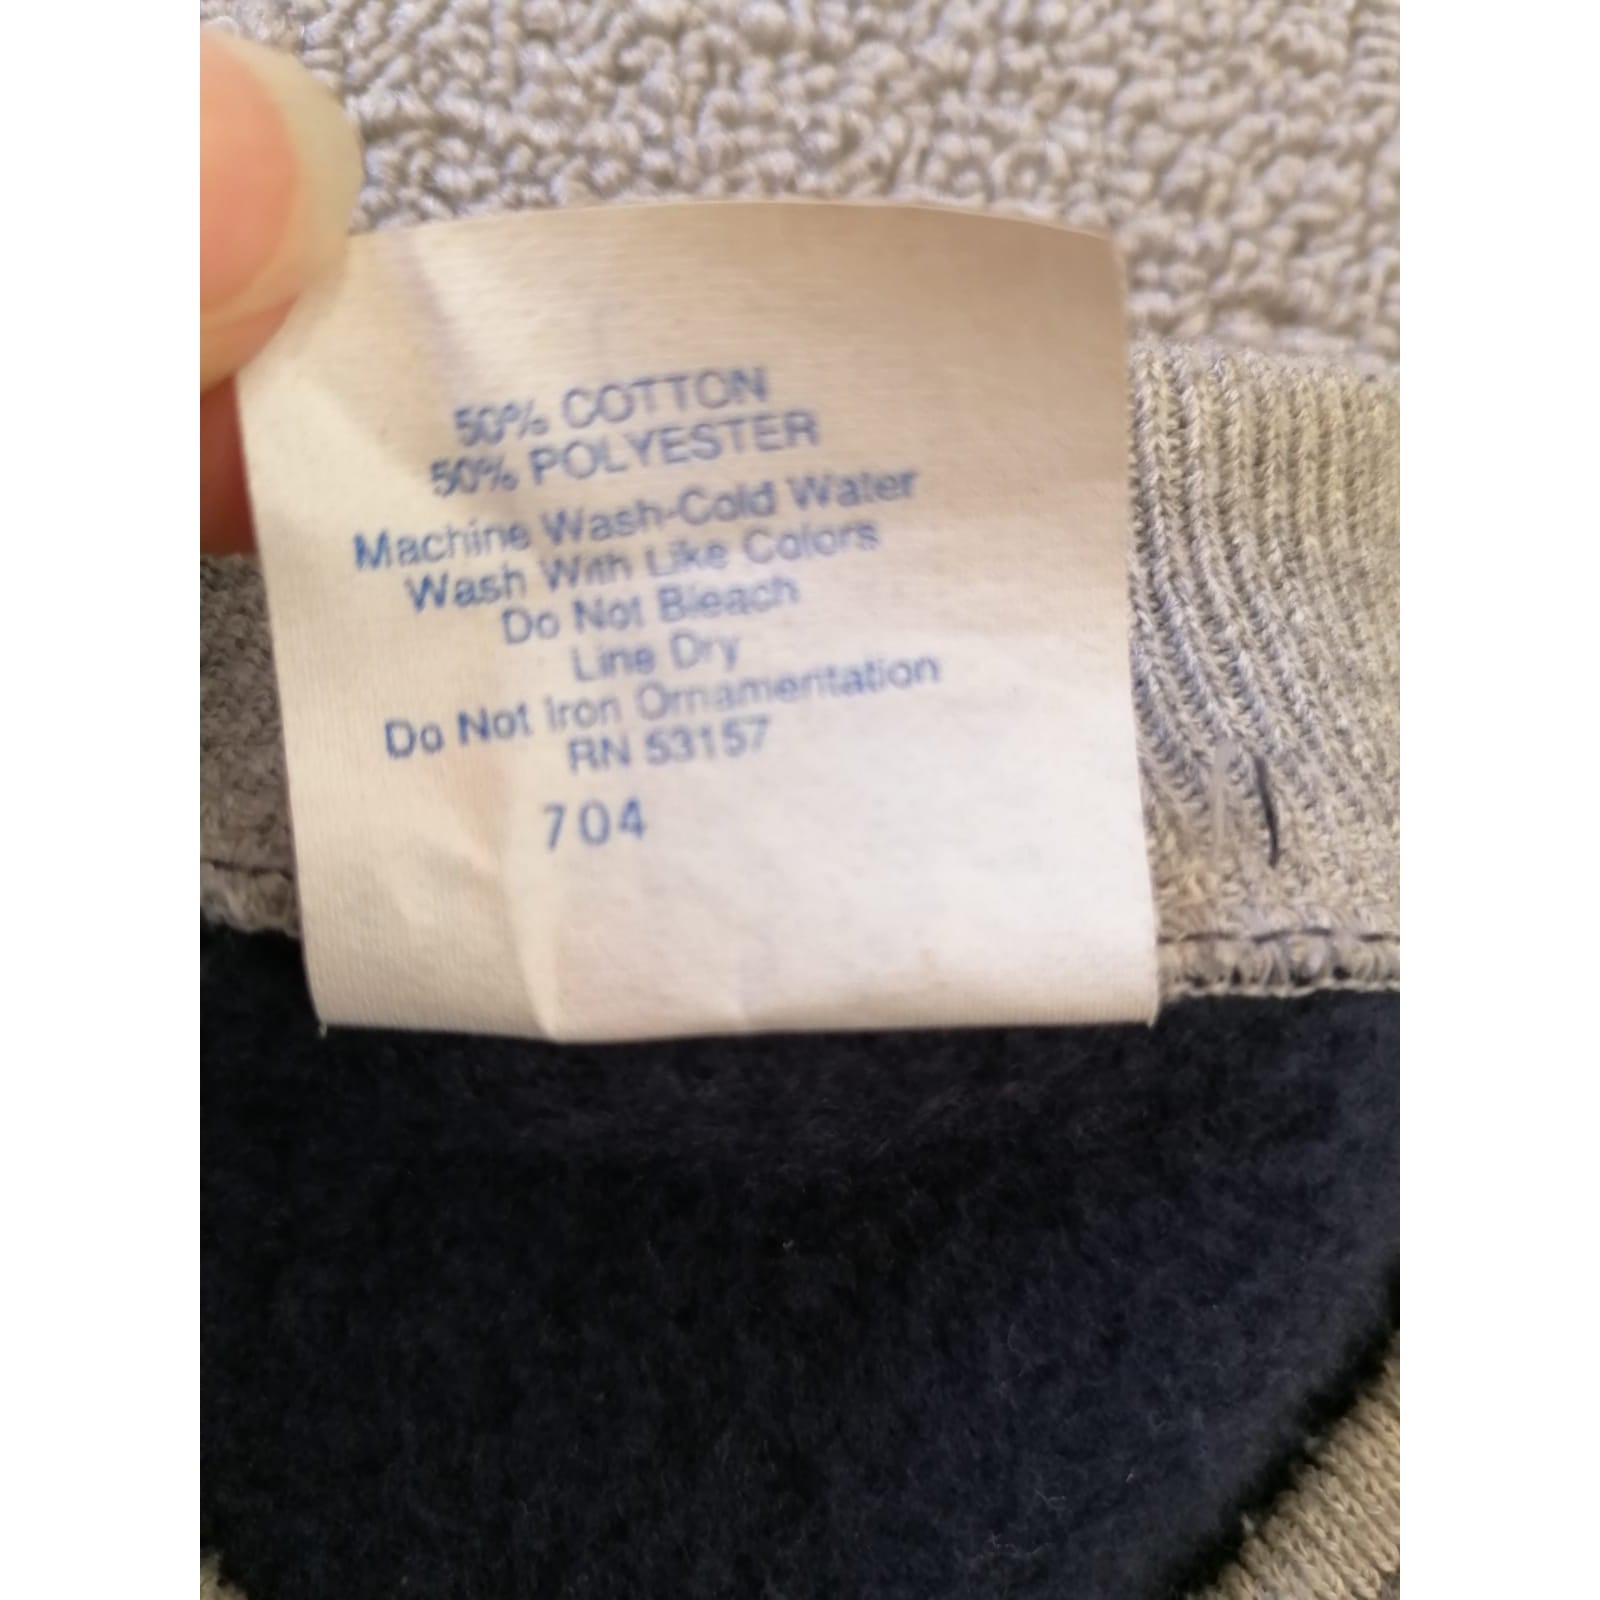 50% COTTON
50% POLYESTER
Machine Wash-Cold Water
Wash With Like Colors
Do Not Bleach
Line Dry
Do Not Iron Ornamentation
RN 53157
704